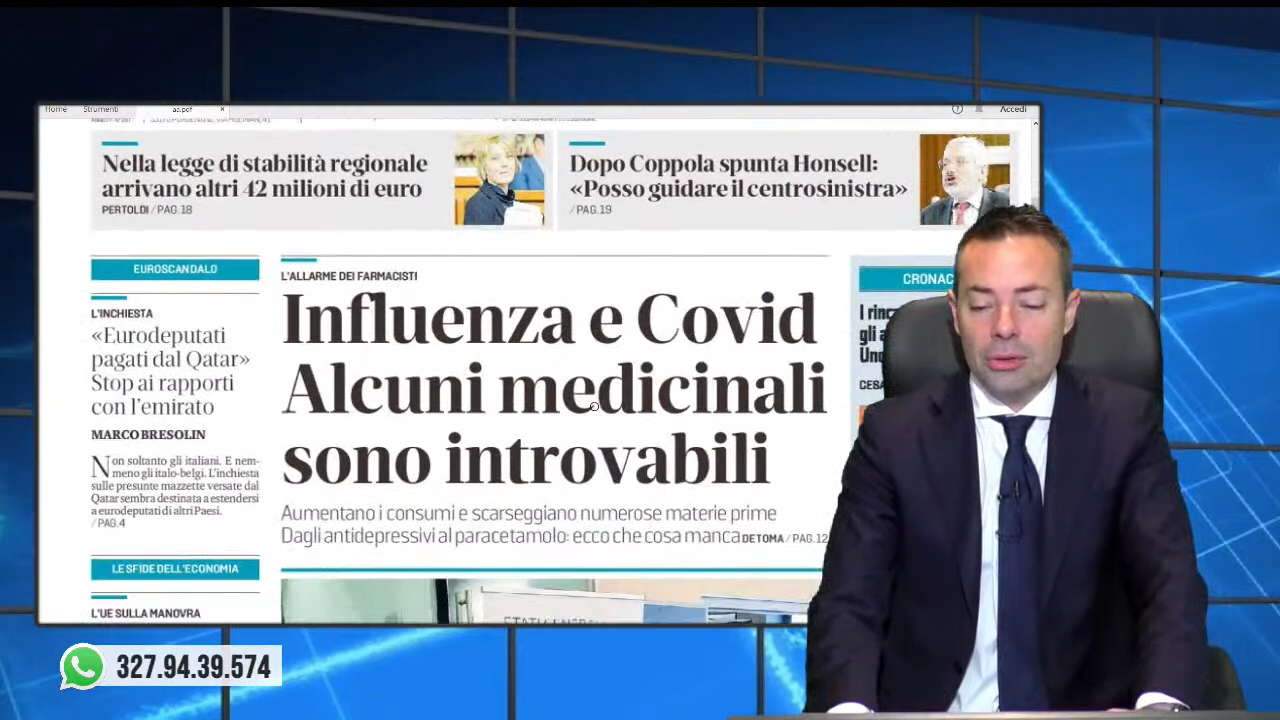 Home Strumenti aa.pdf × Accedi
Nella legge di stabilità regionale
arrivano altri 42 milioni di euro
PERTOLDI / PAG. 18
Dopo Coppola spunta Honsell:
«Posso guidare il centrosinistra»
/ PAG. 19
EUROSCANDALO
L'INCHIESTA
«Eurodeputati
pagati dal Qatar»
Stop ai rapporti
con l'emirato
MARCO BRESOLIN
Non soltanto gli italiani. E nem-
meno gli italo-belgi. L'inchiesta
sulle presunte mazzette versate dal
Qatar sembra destinata a estendersi
a eurodeputati di altri Paesi.
/ PAG. 4
LE SFIDE DELL'ECONOMIA
L'UE SULLA MANOVRA
L'ALLARME DEI FARMACISTI
Influenza e Covid
Alcuni medicinali
sono introvabili
Aumentano i consumi e scarseggiano numerose materie prime
Dagli antidepressivi al paracetamolo: ecco che cosa manca DETOMA / PAG. 12
CRONAC
I rinc
gli a
CESA
327.94.39.574